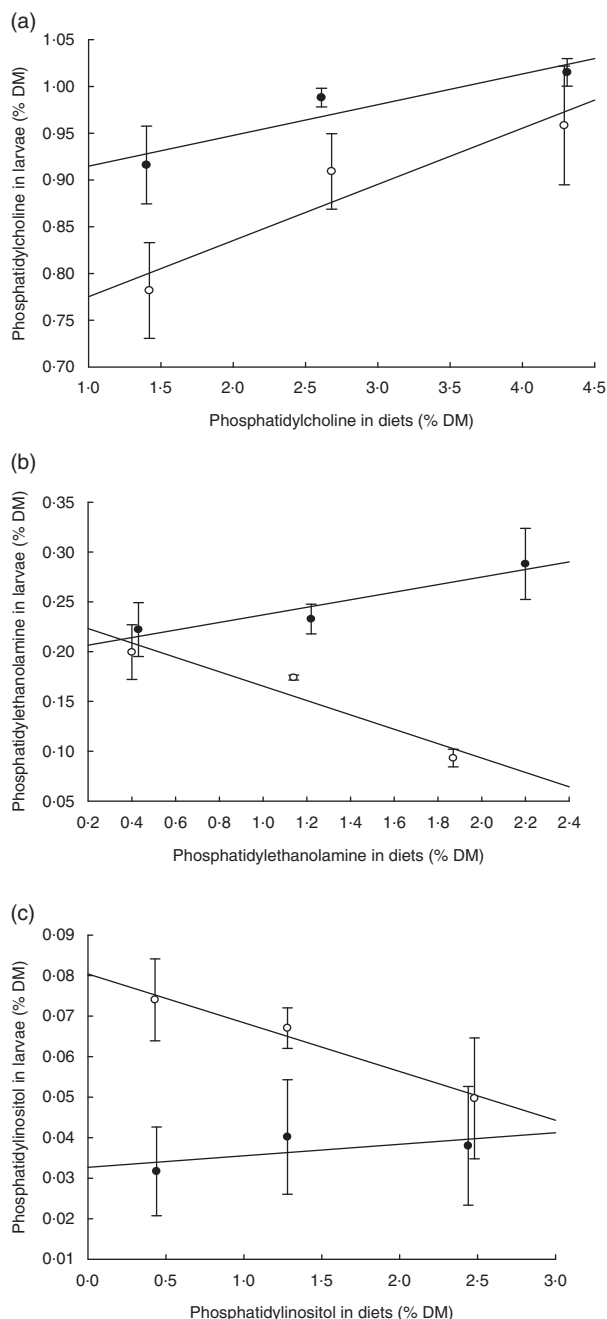 (a)
1·05
1·00
0·95
0·90
0·85
0·80
0·75
0·70
Phosphatidylcholine in larvae (% DM)
1·0 1·5 2·0 2·5 3·0 3·5 4·0 4·5
Phosphatidylcholine in diets (% DM)
(b)
0·35
0·30
0·25
0·20
0·15
0·10
0·05
Phosphatidylethanolamine in larvae (% DM)
0·2 0·4 0·6 0·8 1·0 1·2 1·4 1·6 1·8 2·0 2·2 2·4
Phosphatidylethanolamine in diets (% DM)
(c)
0·09
0·08
0·07
0·06
0·05
0·04
0·03
0·02
0·01
Phosphatidylinositol in larvae (% DM)
0·0 0·5 1·0 1·5 2·0 2·5 3·0
Phosphatidylinositol in diets (% DM)